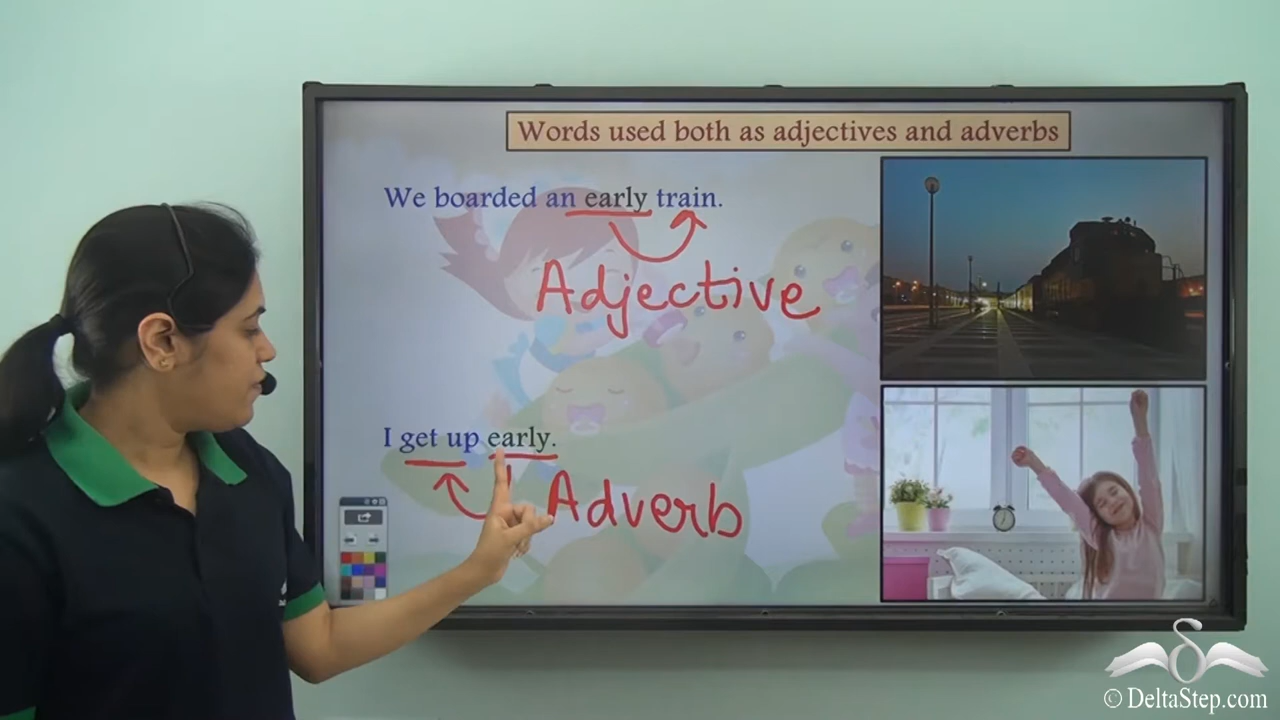 Words used both as adjectives and adverbs
We boarded an early train.
Adjective
I get up early.
Adverb
© DeltaStep.com